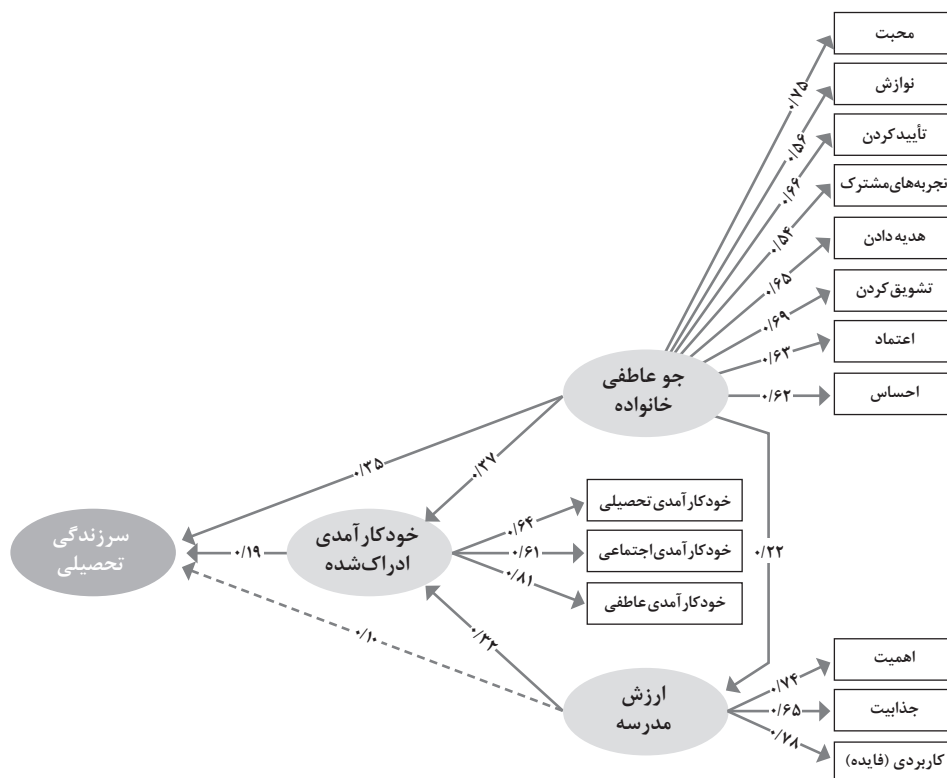 محبت
۰/۷۵
نوازش
۰/۵۶
تأیید کردن
۰/۶۶
تجربه‌های مشترک
۰/۵۴
هدیه دادن
۰/۶۵
تشویق کردن
۰/۶۹
اعتماد
۰/۶۳
احساس
۰/۶۲
جو عاطفی
خانواده
۰/۳۵
۰/۳۷
۰/۲۲
خودکارآمدی تحصیلی
۰/۶۴
خودکارآمدی اجتماعی
۰/۶۱
خودکارآمدی عاطفی
۰/۸۱
خودکارآمدی
ادراک‌شده
۰/۱۹
سرزندگی
تحصیلی
۰/۱۰
۰/۳۲
اهمیت
۰/۷۴
جذابیت
۰/۶۵
کاربردی (فایده)
۰/۷۸
ارزش
مدرسه